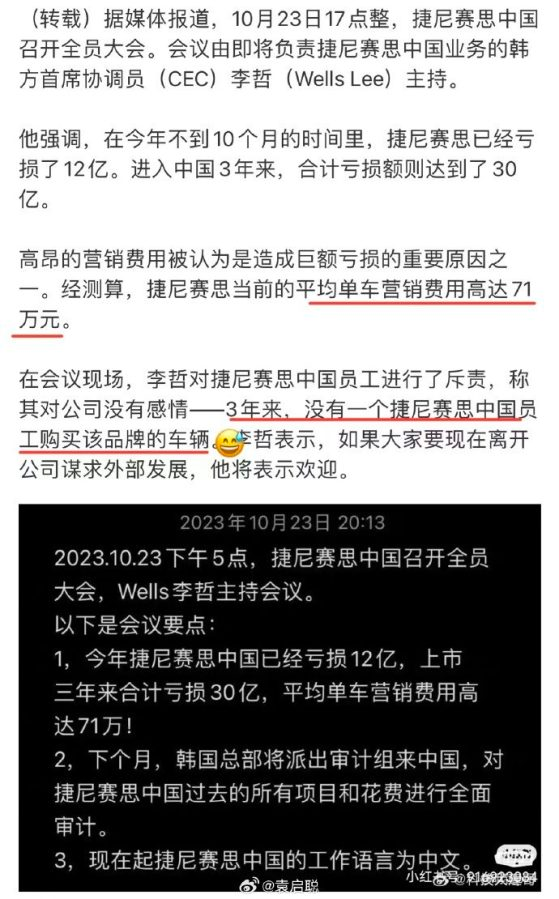 （转载）据媒体报道，10月23日17点整，捷尼赛思中国
召开全员大会。会议由即将负责捷尼赛思中国业务的韩
方首席协调员（CEC）李哲（Wells Lee）主持。
他强调，在今年不到10个月的时间里，捷尼赛思已经亏
损了12亿。进入中国3年来，合计亏损额则达到了30
亿。
高昂的营销费用被认为是造成巨额亏损的重要原因之
一。经测算，捷尼赛思当前的平均单车营销费用高达71
万元。
在会议现场，李哲对捷尼赛思中国员工进行了斥责，称
其对公司没有感情——3年来，没有一个捷尼赛思中国员
工购买该品牌的车辆。李哲表示，如果大家要现在离开
公司谋求外部发展，他将表示欢迎。
2023年10月23日 20:13
2023.10.23下午5点，捷尼赛思中国召开全员
大会，Wells李哲主持会议。
以下是会议要点：
1，今年捷尼赛思中国已经亏损12亿，上市
三年来合计亏损30亿，平均单车营销费用高
达71万！
2，下个月，韩国总部将派出审计组来中国，对
捷尼赛思中国过去的所有项目和花费进行全面
审计。
3，现在起捷尼赛思中国的工作语言为中文。
@袁启聪
小红书号